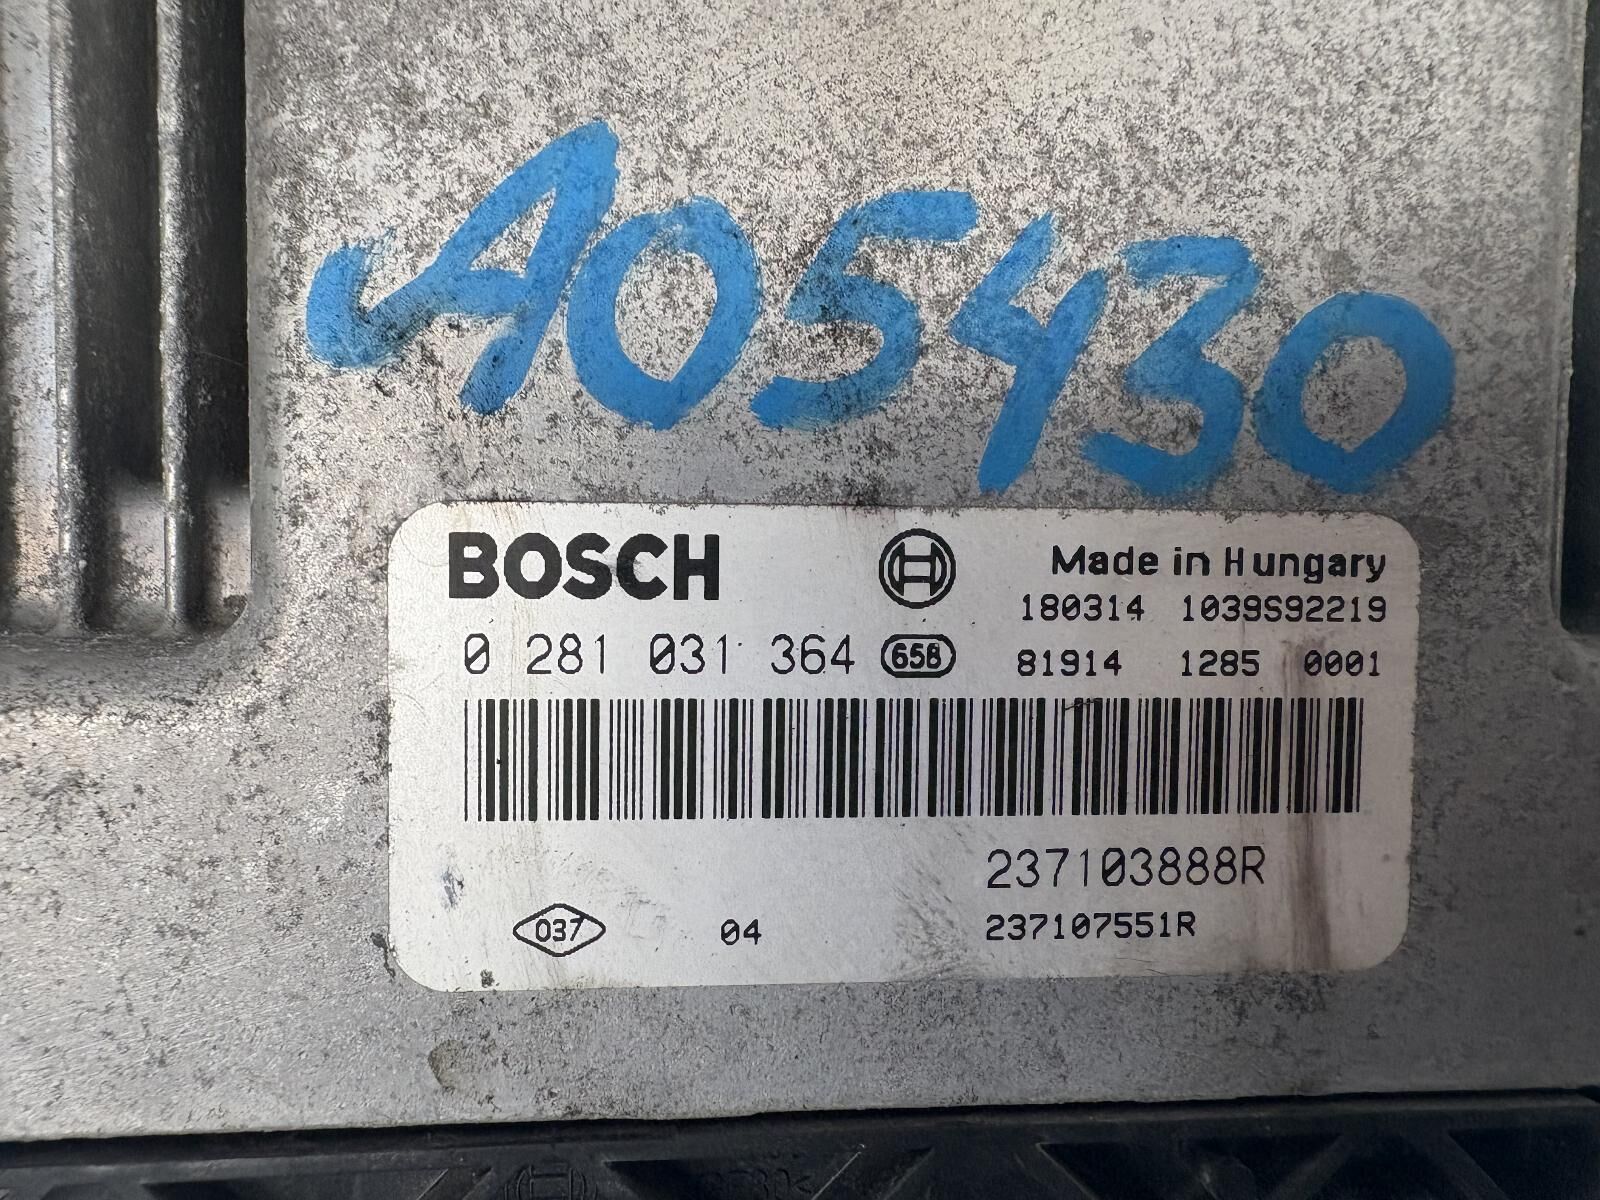 A05430
BOSCH Made in Hungary
180314 1039S92219
0 281 031 364 658 81914 1285 0001
237103888R
037 04 237107551R